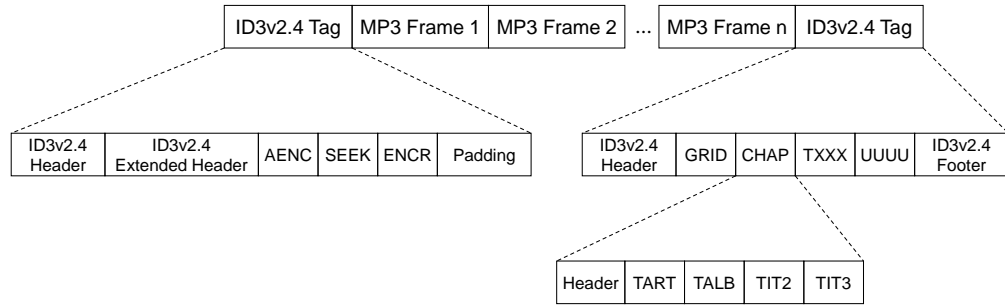 ID3v2.4 Tag MP3 Frame 1 MP3 Frame 2 ... MP3 Frame n ID3v2.4 Tag
ID3v2.4
Header
ID3v2.4
Extended Header
AENC SEEK ENCR Padding
ID3v2.4
Header
GRID CHAP TXXX UUUU
ID3v2.4
Footer
Header TART TALB TIT2 TIT3